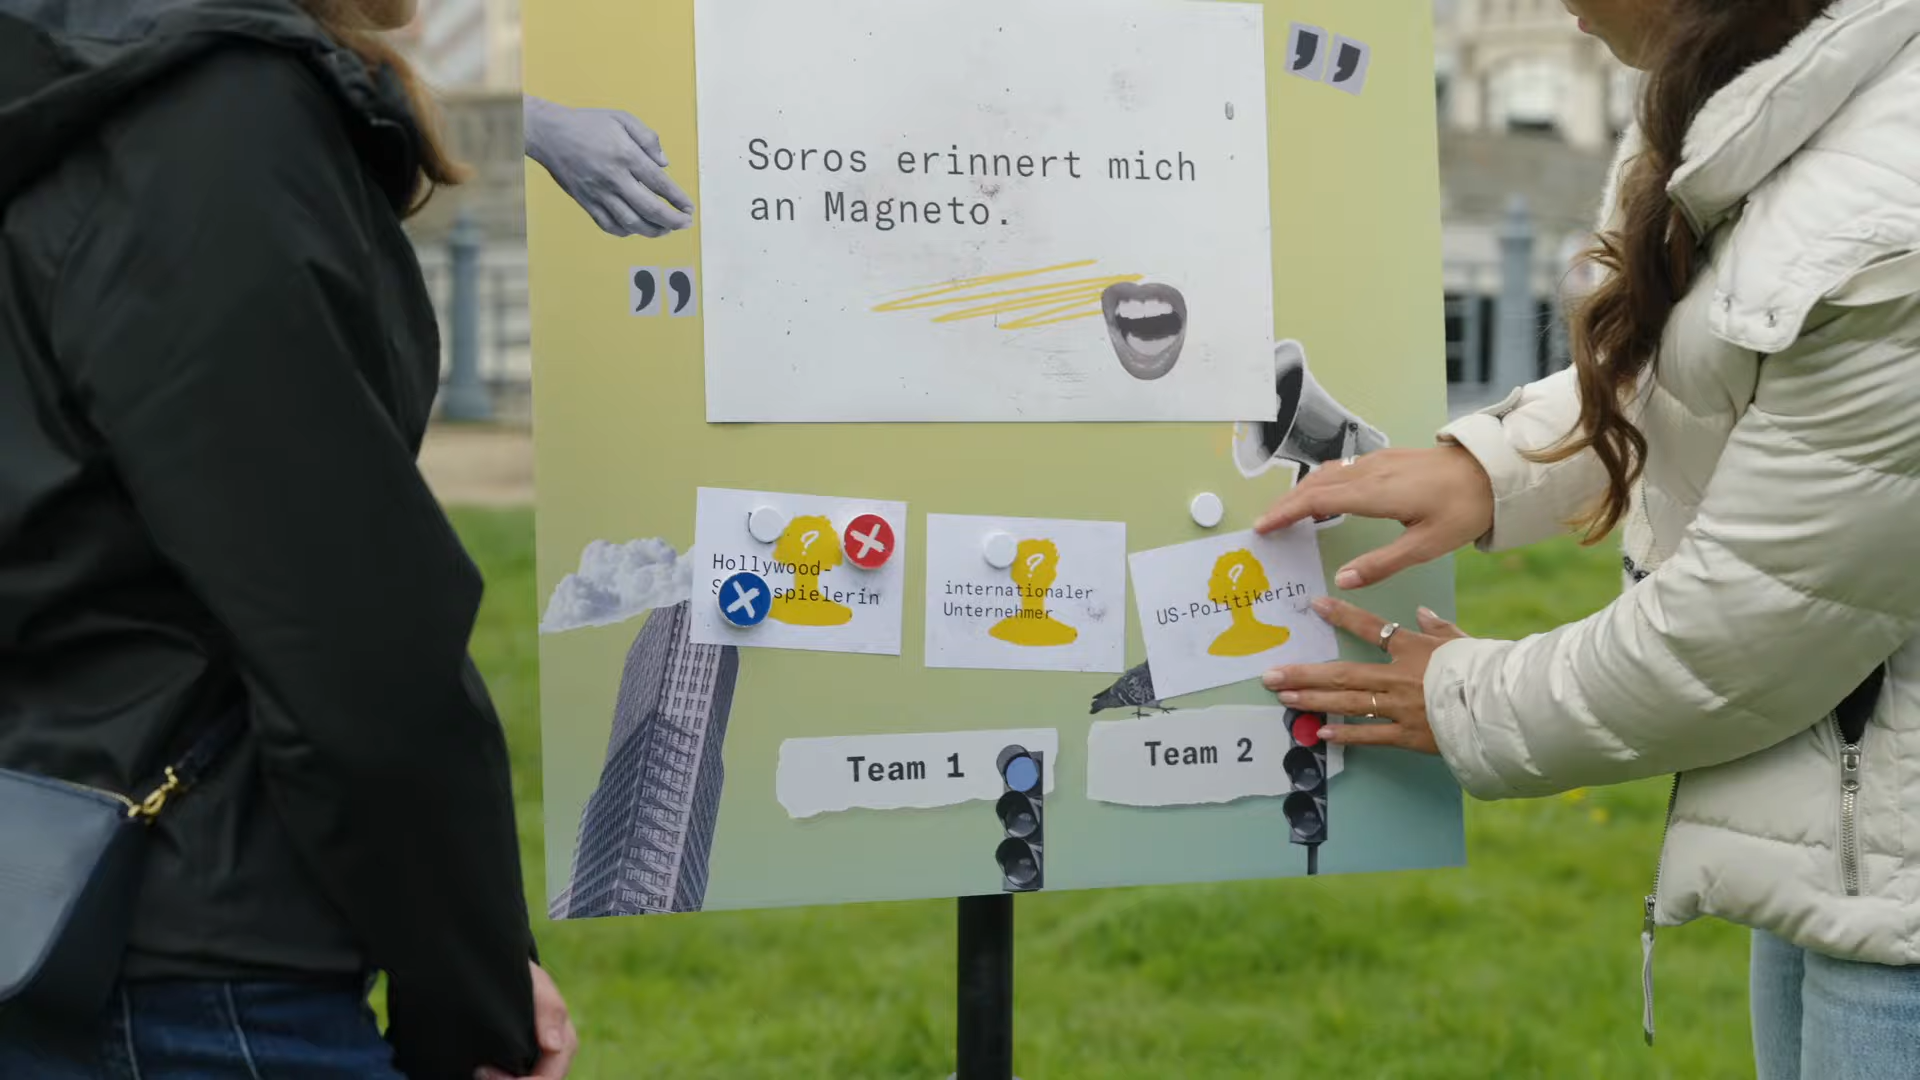 Soros erinnert mich
an Magneto.
Hollywood-
spielerin
internationaler
Unternehmer
US-Politikerin
Team 1
Team 2